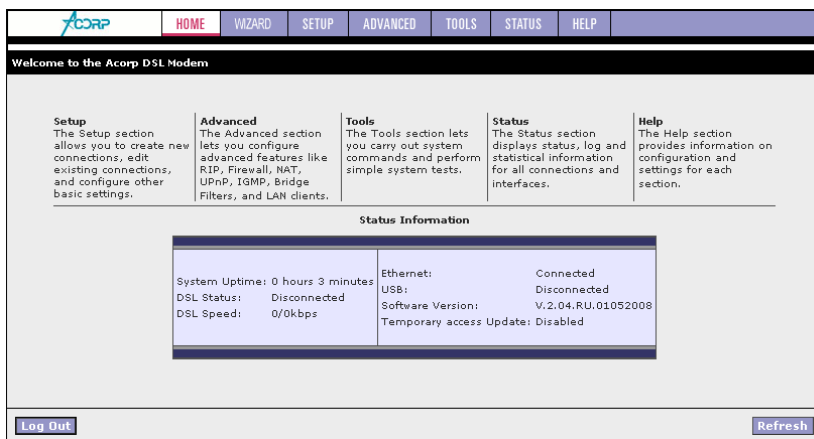 ACORP
HOME WIZARD SETUP ADVANCED TOOLS STATUS HELP
Welcome to the Acorp DSL Modem
Setup
The Setup section
allows you to create new
connections, edit
existing connections,
and configure other
basic settings.
Advanced
The Advanced section
lets you configure
advanced features like
RIP, Firewall, NAT,
UPnP, IGMP, Bridge
Filters, and LAN clients.
Tools
The Tools section lets
you carry out system
commands and perform
simple system tests.
Status
The Status section
displays status, log and
statistical information
for all connections and
interfaces.
Help
The Help section
provides information on
configuration and
settings for each
section.
Status Information
System Uptime: 0 hours 3 minutes
DSL Status: Disconnected
DSL Speed: 0/0kbps
Ethernet: Connected
USB: Disconnected
Software Version: V.2.04.RU.01052008
Temporary access Update: Disabled
Log Out
Refresh